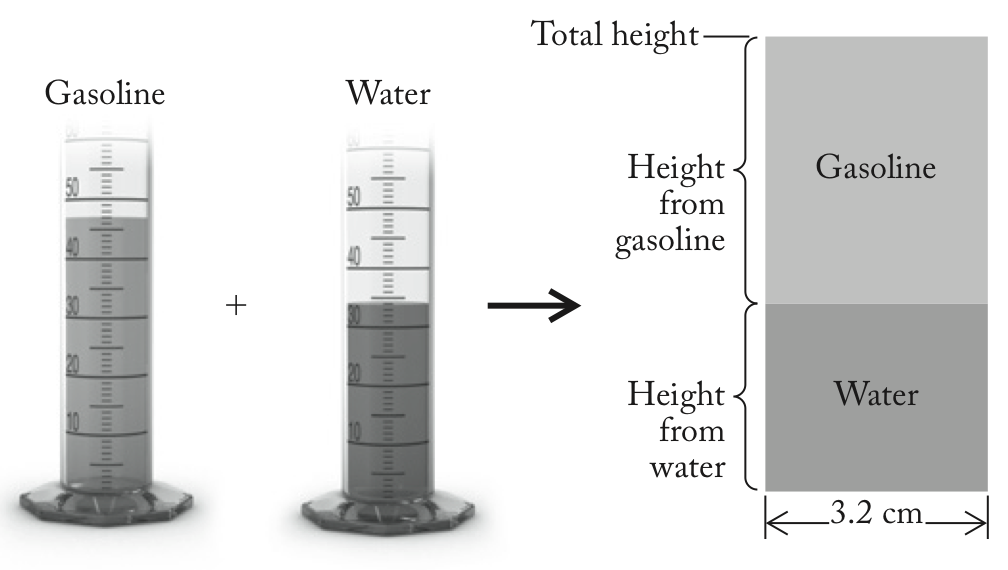 Total height
Gasoline
Water
50
40
30
20
10
+
50
40
30
20
10
Height
from
gasoline
Gasoline
Height
from
water
Water
3.2 cm